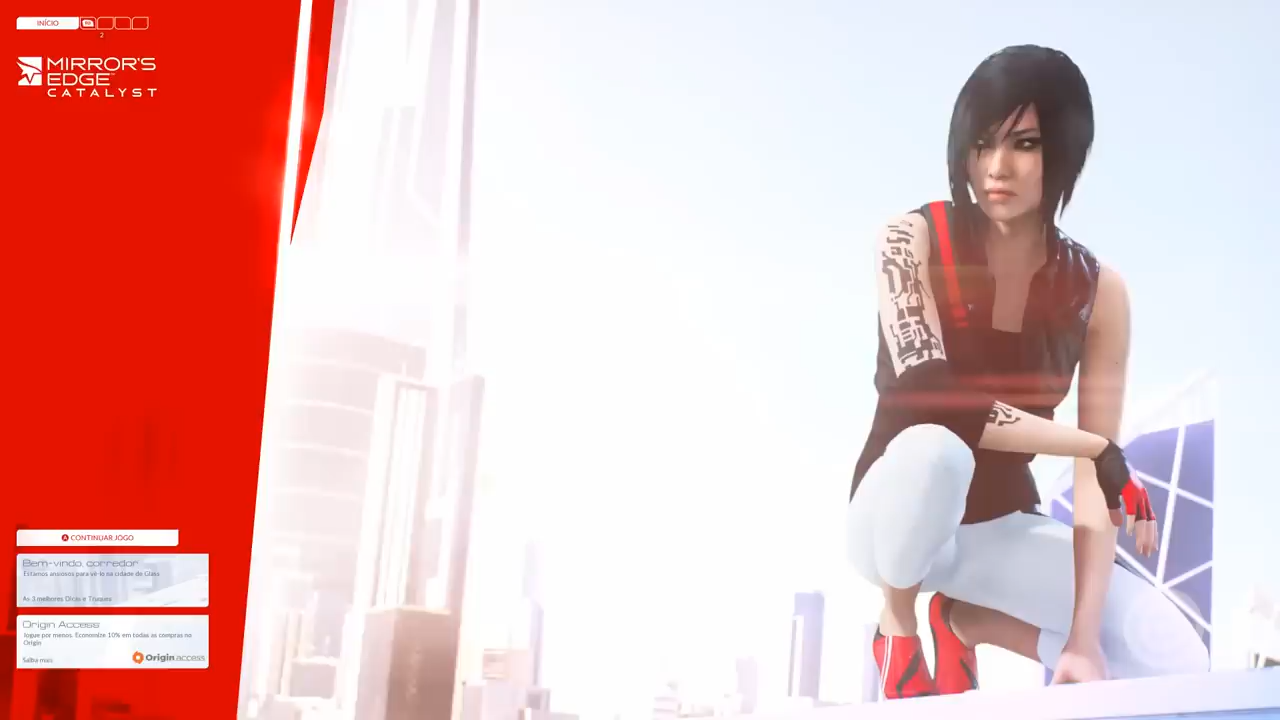 INÍCIO
2
MIRROR'S
EDGE™
CATALYST
A CONTINUAR JOGO
Bem-vindo, corredor
Estamos ansiosos para vê-lo na cidade de Glass
As 3 melhores Dicas e Truques
Origin Access
Jogue por menos. Economize 10% em todas as compras no
Origin
Saiba mais
Origin access